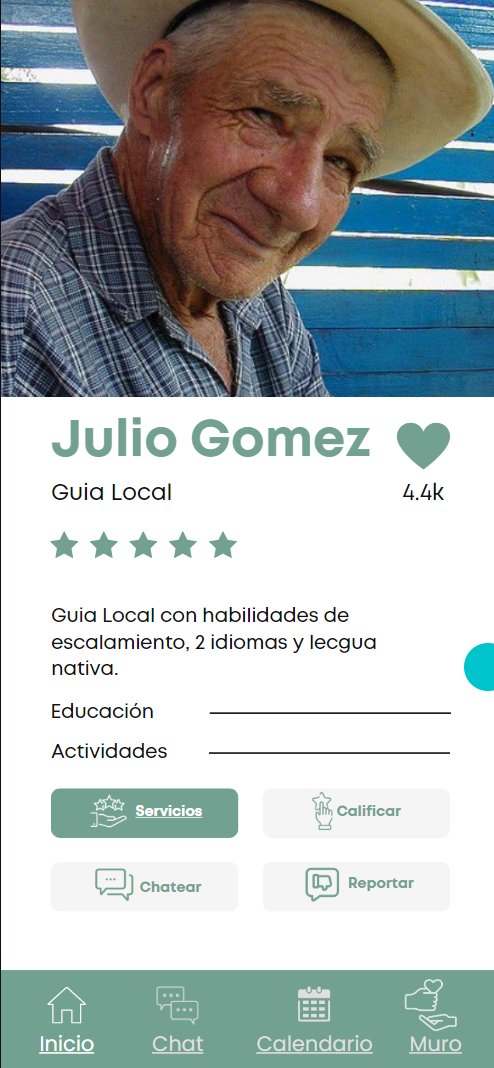 Julio Gomez
Guia Local 4.4k
Guia Local con habilidades de
escalamiento, 2 idiomas y lecgua
nativa.
Educación
Actividades
Servicios Calificar
Chatear Reportar
Inicio Chat Calendario Muro